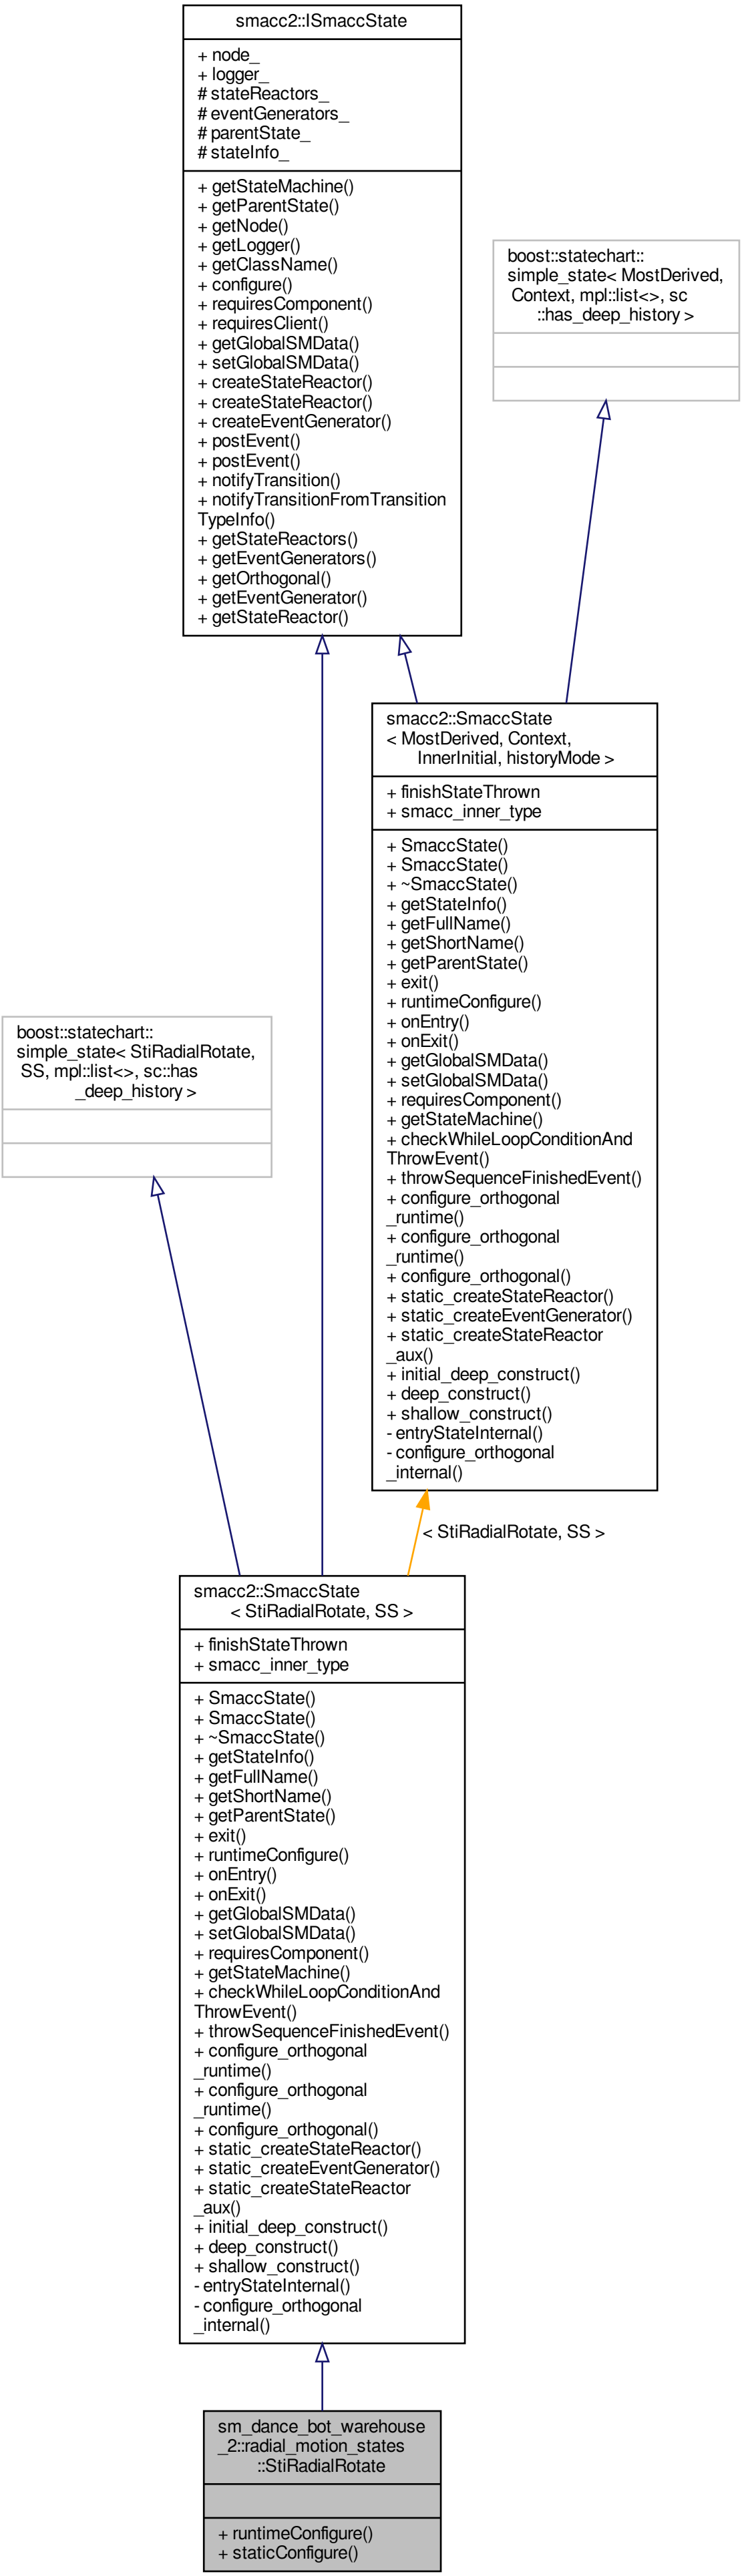 smacc2::ISmaccState
+ node_
+ logger_
# stateReactors_
# eventGenerators_
# parentState_
# stateInfo_
+ getStateMachine()
+ getParentState()
+ getNode()
+ getLogger()
+ getClassName()
+ configure()
+ requiresComponent()
+ requiresClient()
+ getGlobalSMData()
+ setGlobalSMData()
+ createStateReactor()
+ createStateReactor()
+ createEventGenerator()
+ postEvent()
+ postEvent()
+ notifyTransition()
+ notifyTransitionFromTransition
TypeInfo()
+ getStateReactors()
+ getEventGenerators()
+ getOrthogonal()
+ getEventGenerator()
+ getStateReactor()
boost::statechart::
simple_state< MostDerived,
Context, mpl::list<>, sc
::has_deep_history >
smacc2::SmaccState
< MostDerived, Context,
InnerInitial, historyMode >
+ finishStateThrown
+ smacc_inner_type
+ SmaccState()
+ SmaccState()
+ ~SmaccState()
+ getStateInfo()
+ getFullName()
+ getShortName()
+ getParentState()
+ exit()
+ runtimeConfigure()
+ onEntry()
+ onExit()
+ getGlobalSMData()
+ setGlobalSMData()
+ requiresComponent()
+ getStateMachine()
+ checkWhileLoopConditionAnd
ThrowEvent()
+ throwSequenceFinishedEvent()
+ configure_orthogonal
_runtime()
+ configure_orthogonal
_runtime()
+ configure_orthogonal()
+ static_createStateReactor()
+ static_createEventGenerator()
+ static_createStateReactor
_aux()
+ initial_deep_construct()
+ deep_construct()
+ shallow_construct()
- entryStateInternal()
- configure_orthogonal
_internal()
boost::statechart::
simple_state< StiRadialRotate,
SS, mpl::list<>, sc::has
_deep_history >
< StiRadialRotate, SS >
smacc2::SmaccState
< StiRadialRotate, SS >
+ finishStateThrown
+ smacc_inner_type
+ SmaccState()
+ SmaccState()
+ ~SmaccState()
+ getStateInfo()
+ getFullName()
+ getShortName()
+ getParentState()
+ exit()
+ runtimeConfigure()
+ onEntry()
+ onExit()
+ getGlobalSMData()
+ setGlobalSMData()
+ requiresComponent()
+ getStateMachine()
+ checkWhileLoopConditionAnd
ThrowEvent()
+ throwSequenceFinishedEvent()
+ configure_orthogonal
_runtime()
+ configure_orthogonal
_runtime()
+ configure_orthogonal()
+ static_createStateReactor()
+ static_createEventGenerator()
+ static_createStateReactor
_aux()
+ initial_deep_construct()
+ deep_construct()
+ shallow_construct()
- entryStateInternal()
- configure_orthogonal
_internal()
sm_dance_bot_warehouse
_2::radial_motion_states
::StiRadialRotate
+ runtimeConfigure()
+ staticConfigure()